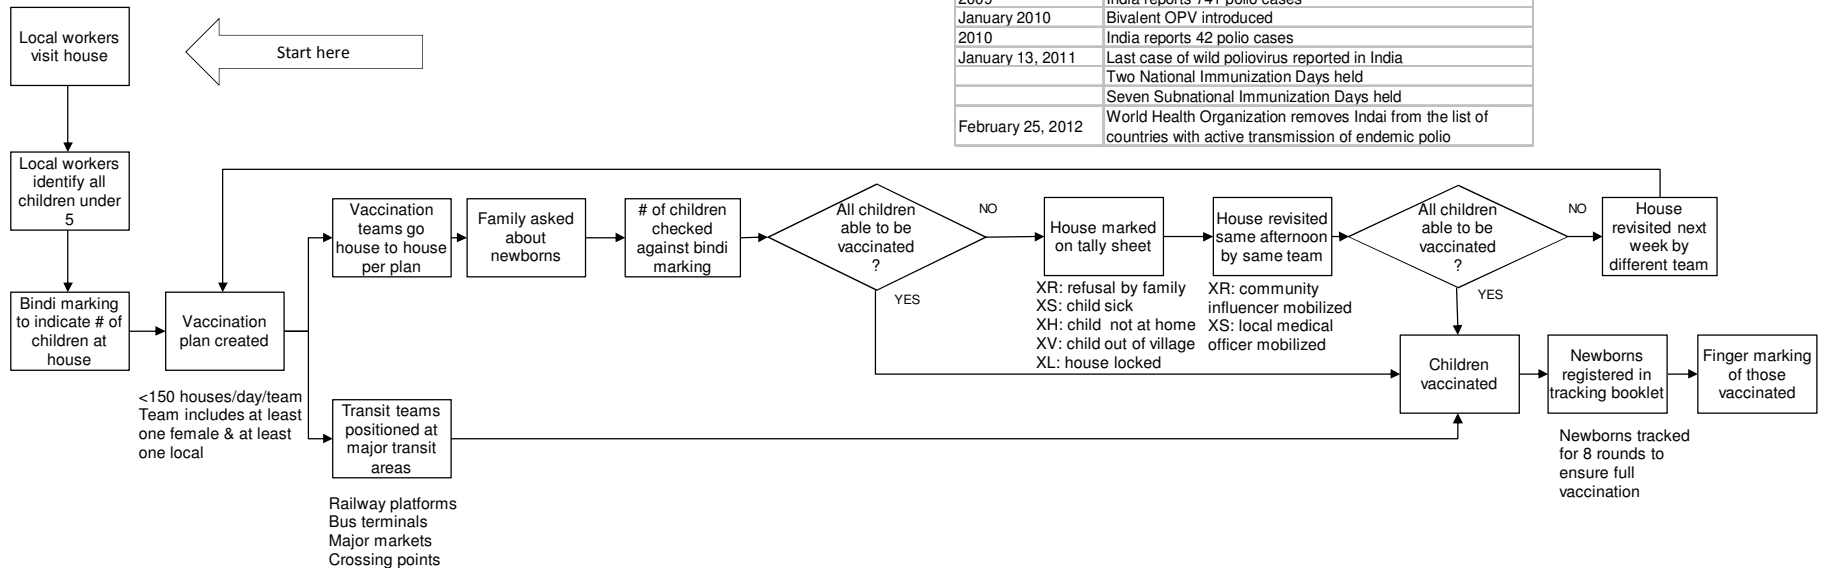 2009 India reports 741 polio cases
January 2010 Bivalent OPV introduced
2010 India reports 42 polio cases
January 13, 2011 Last case of wild poliovirus reported in India
Two National Immunization Days held
Seven Subnational Immunization Days held
February 25, 2012 World Health Organization removes Indai from the list of
countries with active transmission of endemic polio
Local workers
visit house
Start here
Local workers
identify all
children under
5
Bindi marking
to indicate # of
children at
house
Vaccination
plan created
<150 houses/day/team
Team includes at least
one female & at least
one local
Vaccination
teams go
house to house
per plan
Family asked
about
newborns
# of children
checked
against bindi
marking
All children
able to be
vaccinated
?
NO
YES
House marked
on tally sheet
XR: refusal by family
XS: child sick
XH: child not at home
XV: child out of village
XL: house locked
House revisited
same afternoon
by same team
XR: community
influencer mobilized
XS: local medical
officer mobilized
All children
able to be
vaccinated
?
NO
YES
House
revisited next
week by
different team
Transit teams
positioned at
major transit
areas
Railway platforms
Bus terminals
Major markets
Crossing points
Children
vaccinated
Newborns
registered in
tracking booklet
Newborns tracked
for 8 rounds to
ensure full
vaccination
Finger marking
of those
vaccinated